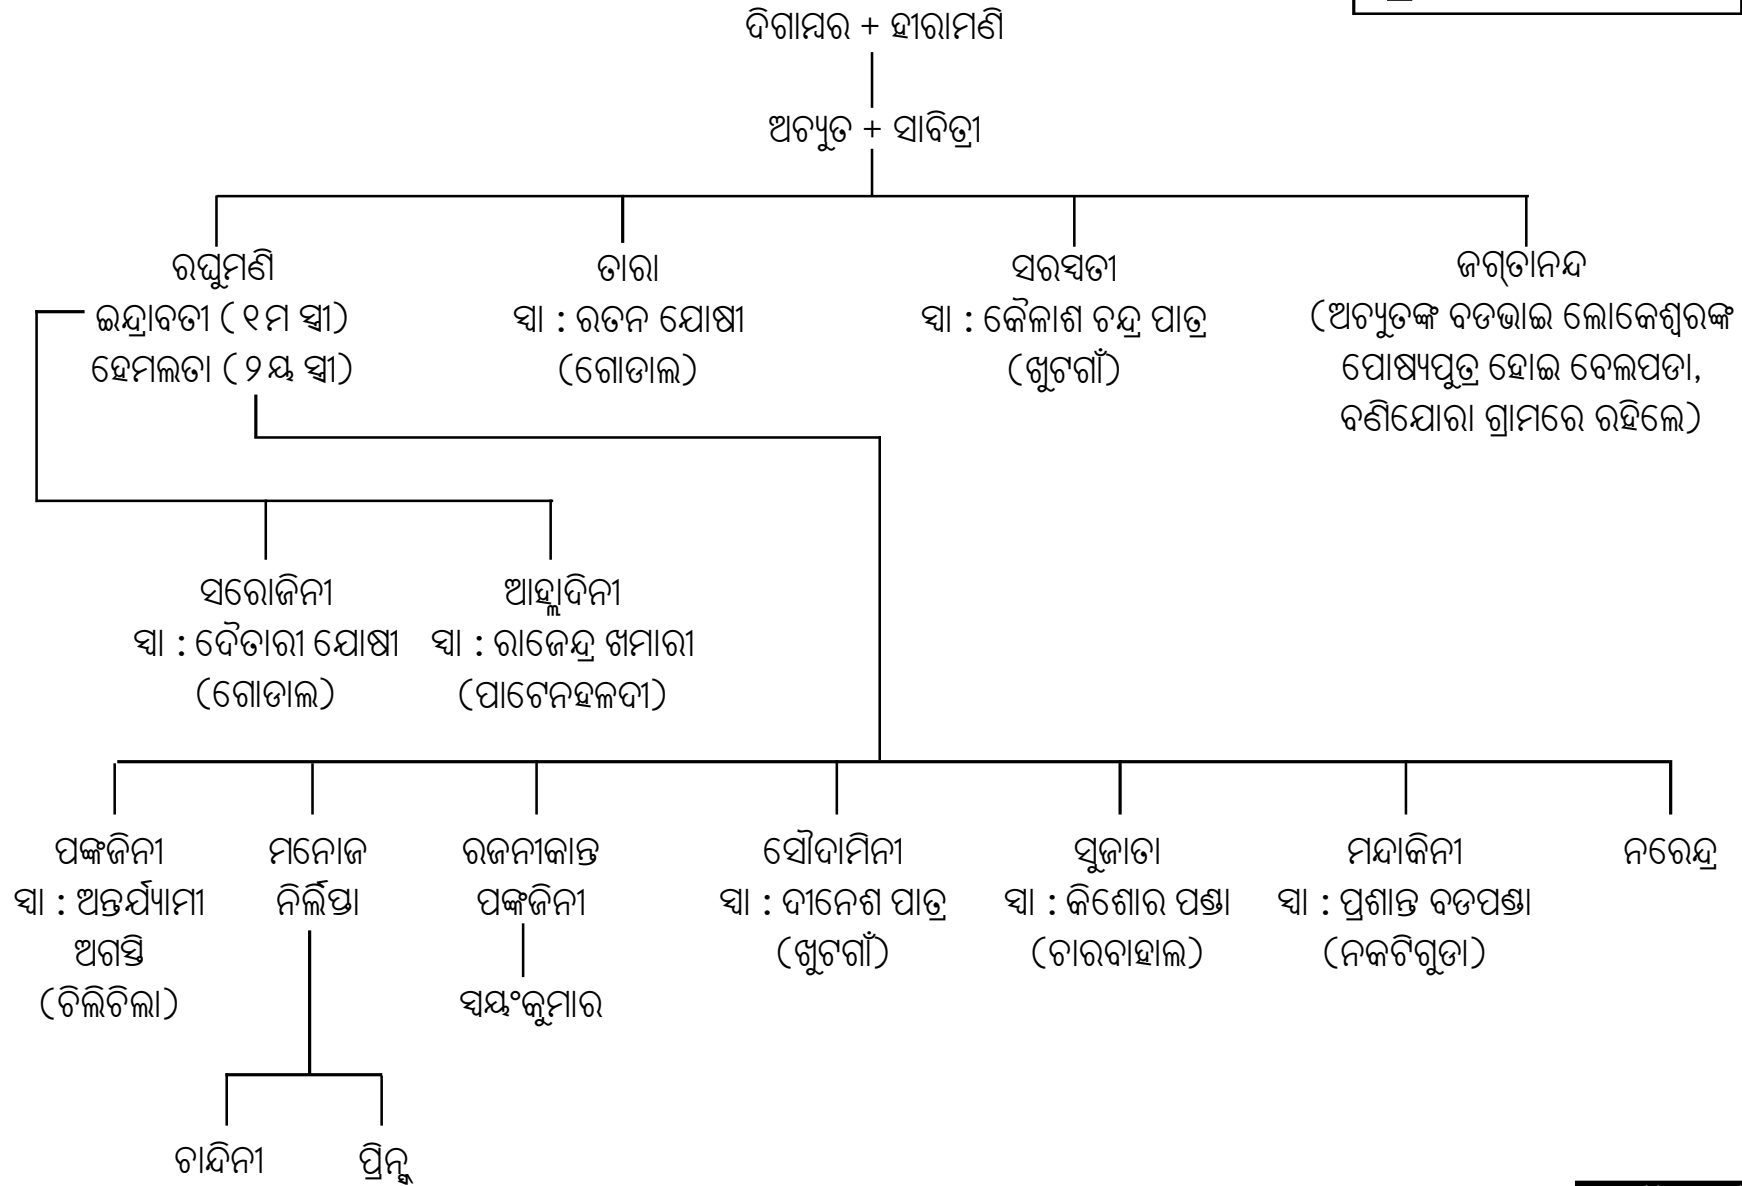 ଦିଗାମ୍ବର + ହୀରାମଣି
ଅଚ୍ୟୁତ + ସାବିତ୍ରୀ
ରଘୁମଣି
ଇନ୍ଦ୍ରାବତୀ (୧ମ ସ୍ତ୍ରୀ)
ହେମଲତା (୨ୟ ସ୍ତ୍ରୀ)
ତାରା
ସ୍ୱା : ରତନ ଯୋଷୀ
(ଗୋଡାଲ)
ସରସ୍ୱତୀ
ସ୍ୱା : କୈଳାଶ ଚନ୍ଦ୍ର ପାତ୍ର
(ଖୁଟଗାଁ)
ଜଗ୍‌ତାନନ୍ଦ
(ଅଚ୍ୟୁତଙ୍କ ବଡଭାଇ ଲୋକେଶ୍ୱରଙ୍କ
ପୋଷ୍ୟପୁତ୍ର ହୋଇ ବେଲପଡା,
ବଣିଯୋରା ଗ୍ରାମରେ ରହିଲେ)
ସରୋଜିନୀ
ସ୍ୱା : ଦୈତାରୀ ଯୋଷୀ
(ଗୋଡାଲ)
ଆହ୍ଲାଦିନୀ
ସ୍ୱା : ରାଜେନ୍ଦ୍ର ଖମାରୀ
(ପାଟେନହଳଦୀ)
ପଙ୍କଜିନୀ
ସ୍ୱା : ଅନ୍ତର୍ଯ୍ୟାମୀ
ଅଗସ୍ତି
(ଚିଲିଚିଲା)
ମନୋଜ
ନିର୍ଲିପ୍ତା
ରଜନୀକାନ୍ତ
ପଙ୍କଜିନୀ
ସ୍ୱୟଂକୁମାର
ସୌଦାମିନୀ
ସ୍ୱା : ଦୀନେଶ ପାତ୍ର
(ଖୁଟଗାଁ)
ସୁଜାତା
ସ୍ୱା : କିଶୋର ପଣ୍ଡା
(ଚାରବାହାଲ)
ମନ୍ଦାକିନୀ
ସ୍ୱା : ପ୍ରଶାନ୍ତ ବଡପଣ୍ଡା
(ନକଟିଗୁଡା)
ନରେନ୍ଦ୍ର
ଚାନ୍ଦିନୀ
ପ୍ରିନ୍ସ୍